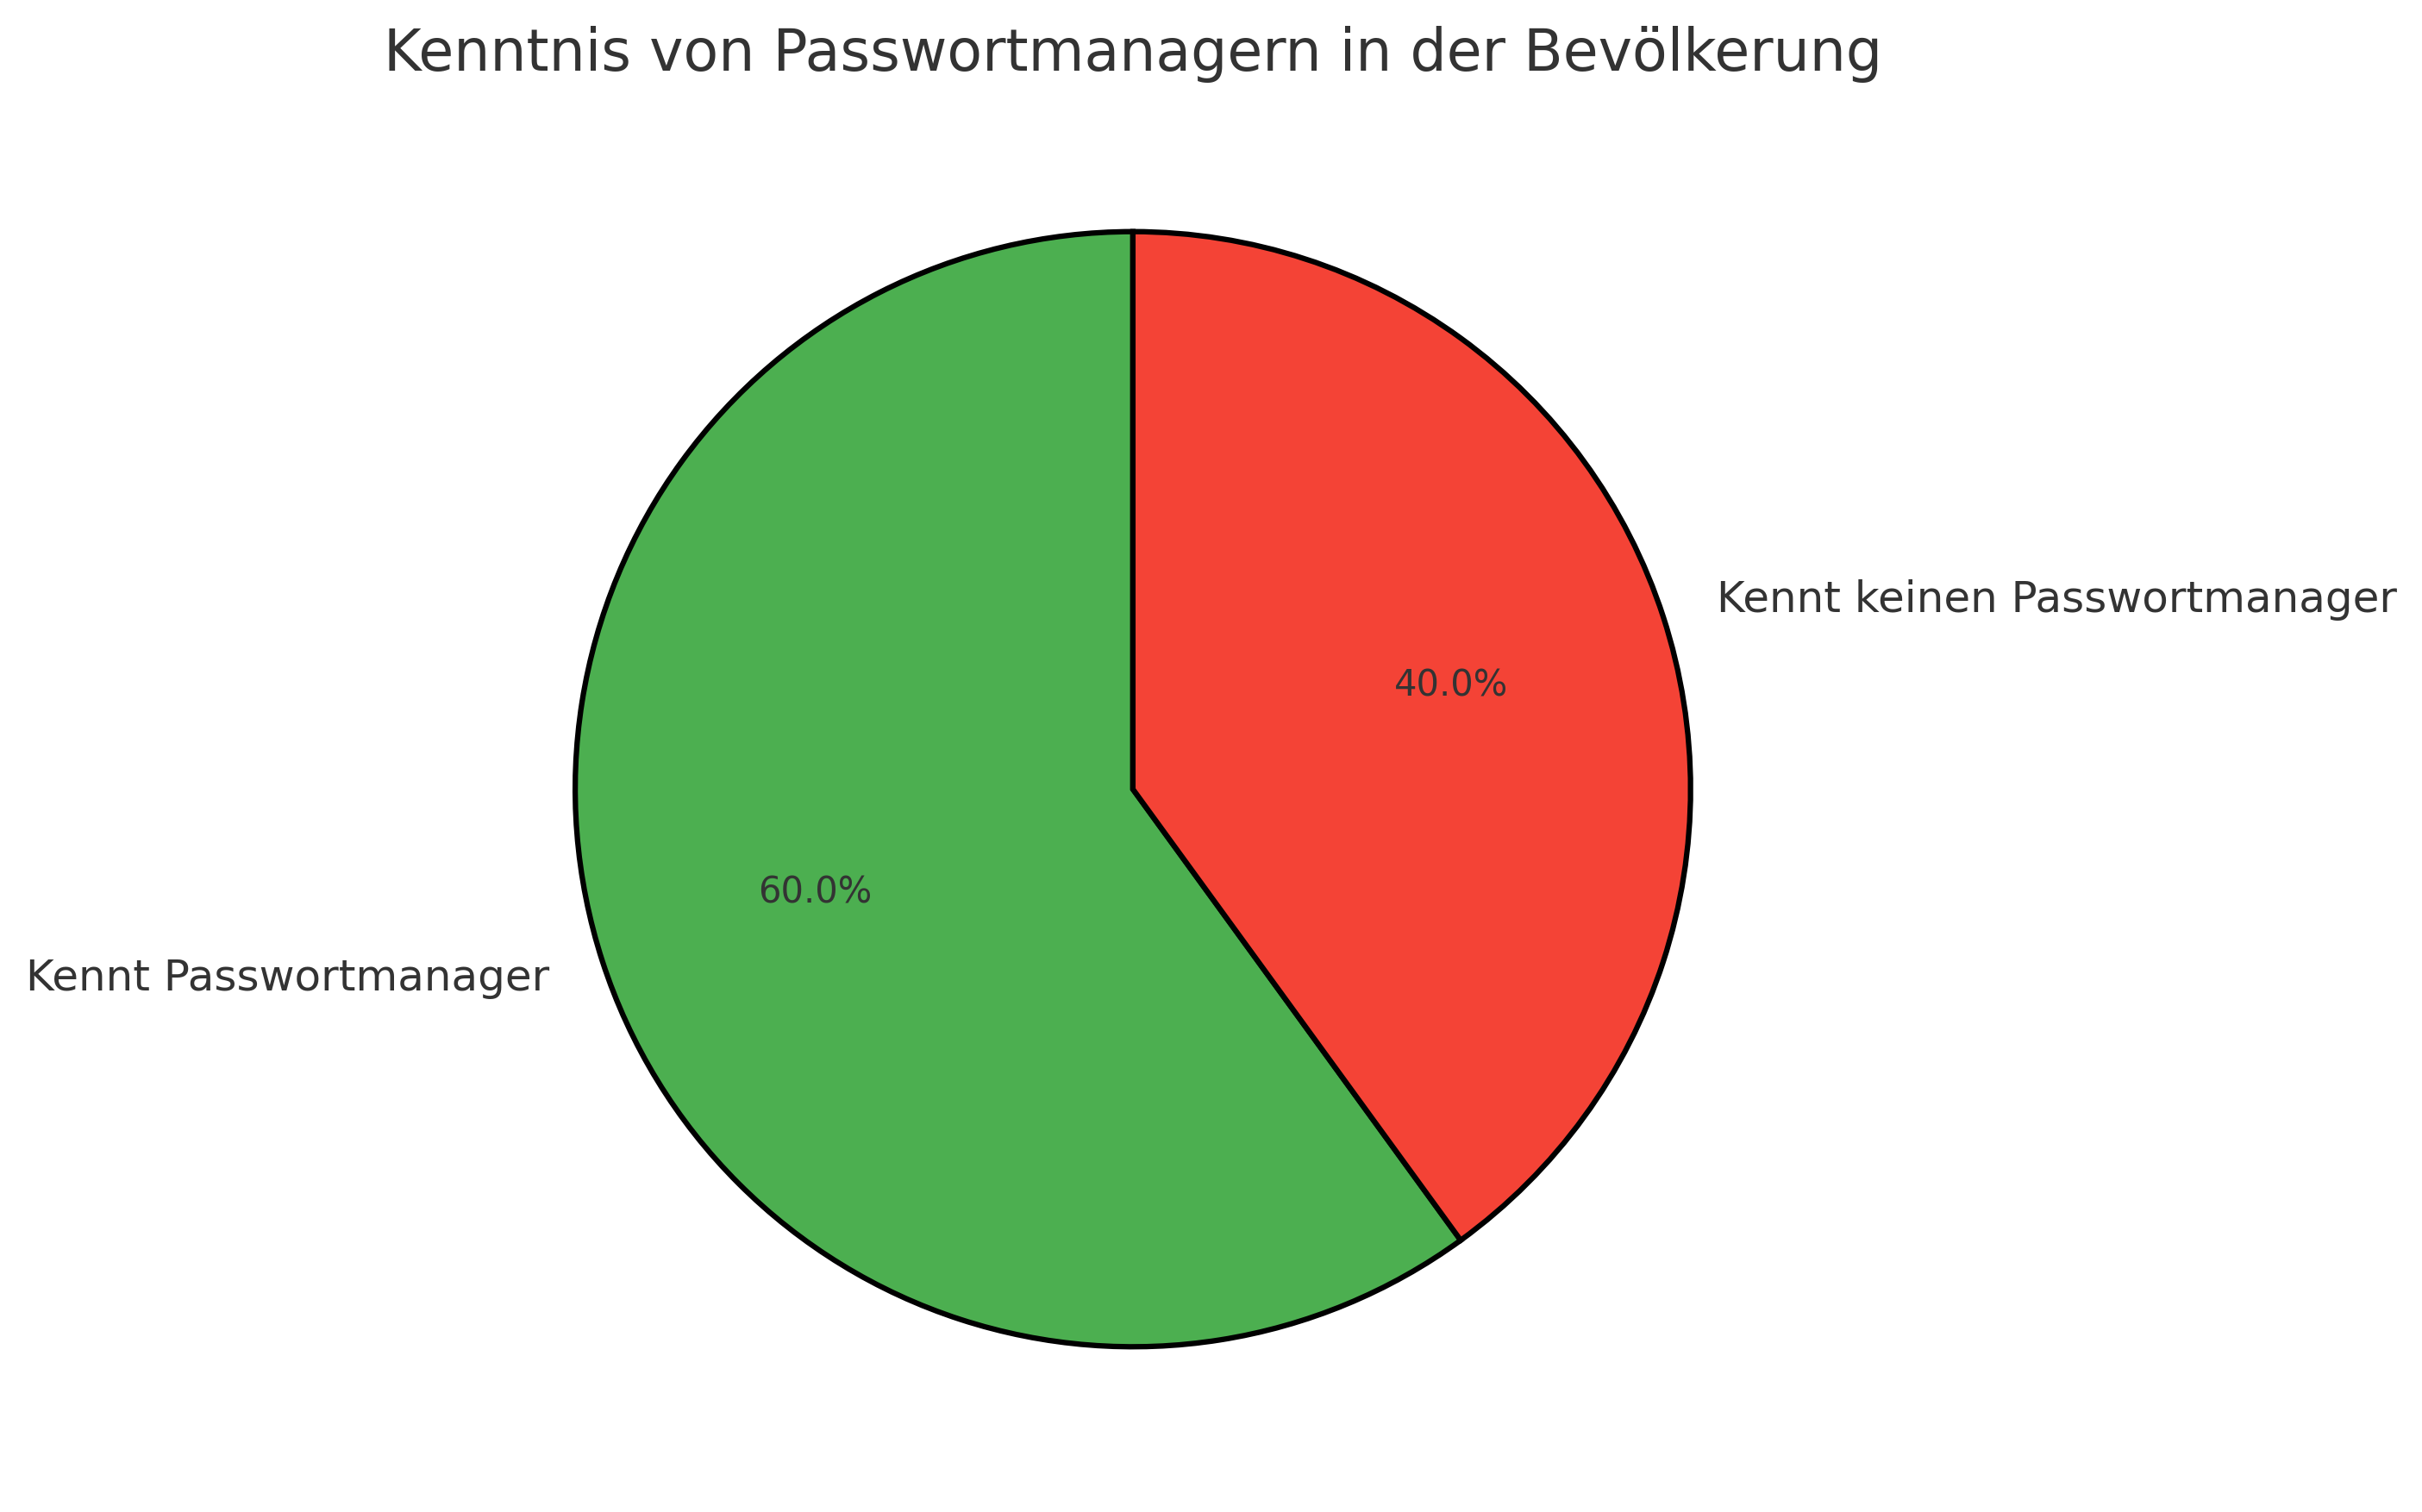 Kenntnis von Passwortmanagern in der Bevölkerung
Kennt keinen Passwortmanager
40.0%
60.0%
Kennt Passwortmanager